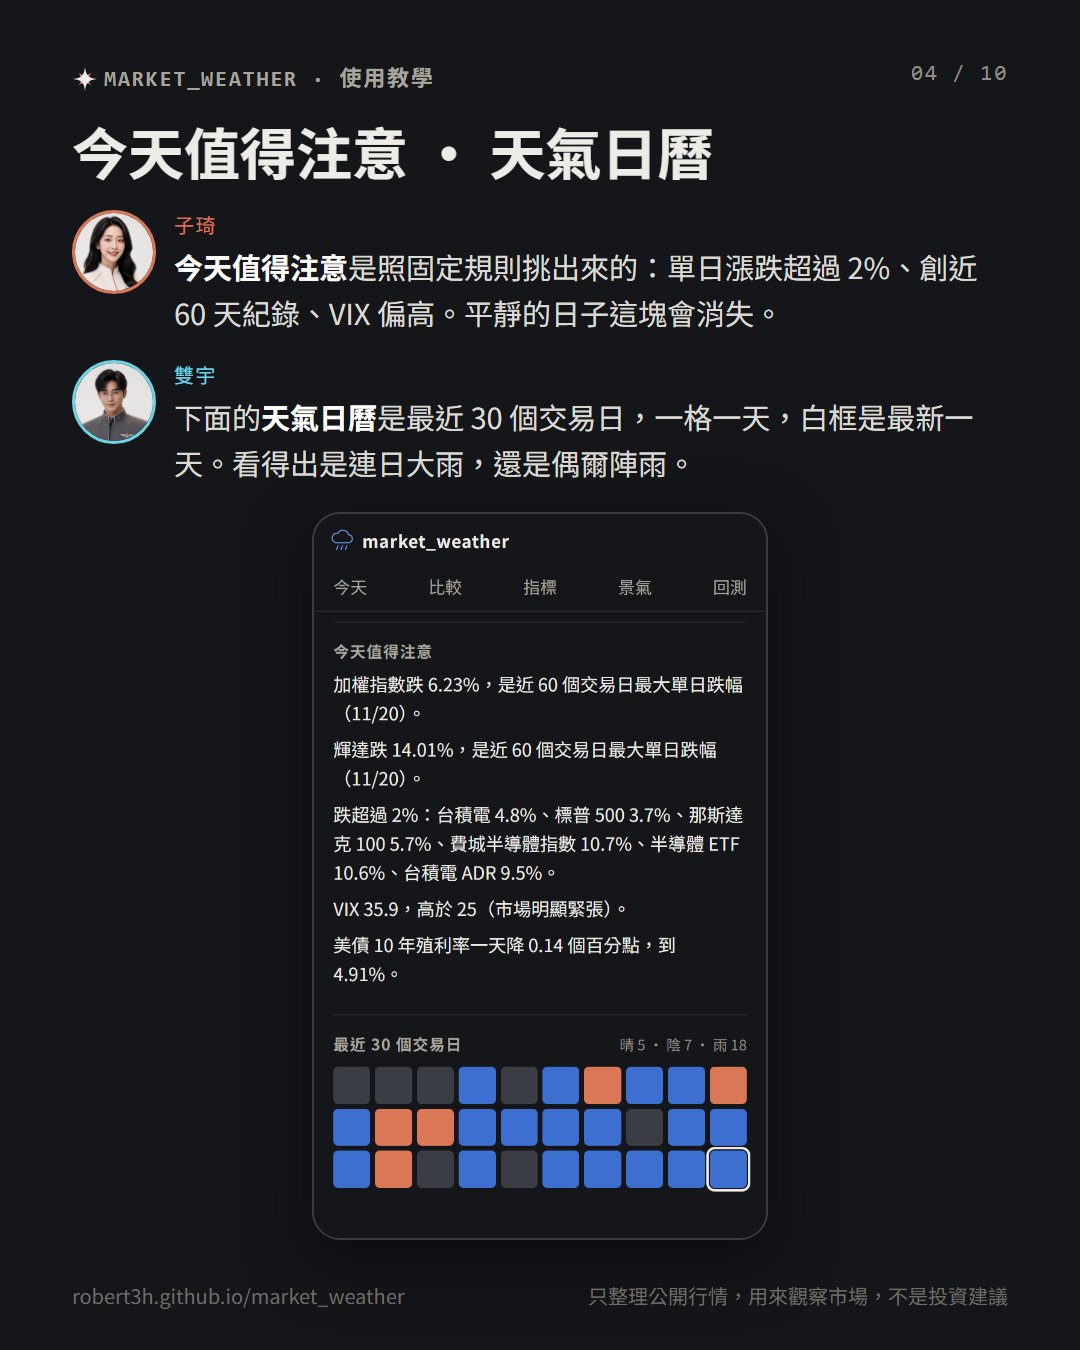 MARKET_WEATHER · 使用教學
04 / 10
今天值得注意・天氣日曆
子琦
今天值得注意是照固定規則挑出來的：單日漲跌超過 2%、創近
60 天紀錄、VIX 偏高。平靜的日子這塊會消失。
雙宇
下面的天氣日曆是最近 30 個交易日，一格一天，白框是最新一
天。看得出是連日大雨，還是偶爾陣雨。
market_weather
今天 比較 指標 景氣 回測
今天值得注意
加權指數跌 6.23%，是近 60 個交易日最大單日跌幅
（11/20）。
輝達跌 14.01%，是近 60 個交易日最大單日跌幅
（11/20）。
跌超過 2%：台積電 4.8%、標普 500 3.7%、那斯達
克 100 5.7%、費城半導體指數 10.7%、半導體 ETF
10.6%、台積電 ADR 9.5%。
VIX 35.9，高於 25（市場明顯緊張）。
美債 10 年殖利率一天降 0.14 個百分點，到
4.91%。
最近 30 個交易日
晴 5・陰 7・雨 18
robert3h.github.io/market_weather
只整理公開行情，用來觀察市場，不是投資建議